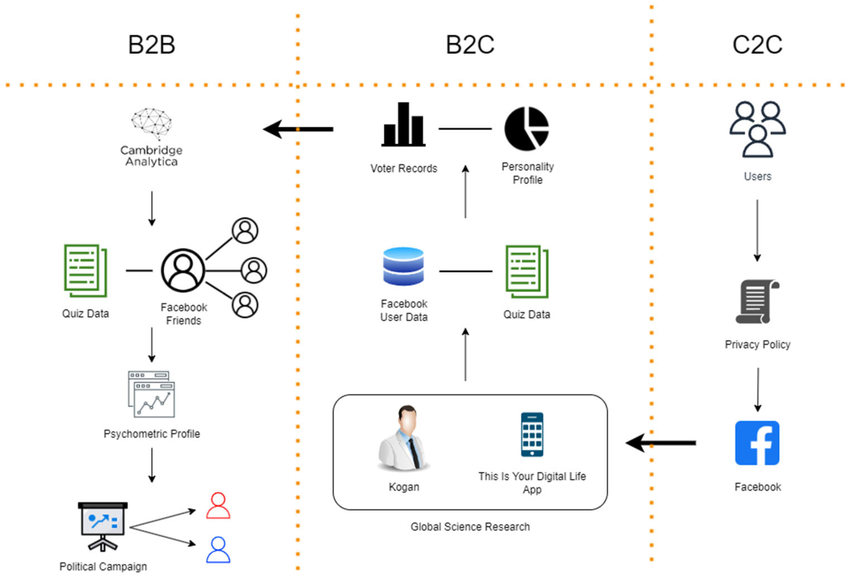 B2B
B2C
C2C
Cambridge
Analytica
Voter Records
Personality
Profile
Users
Quiz Data
Facebook
Friends
Facebook
User Data
Quiz Data
Privacy Policy
Psychometric Profile
Kogan
This Is Your Digital Life
App
Facebook
Global Science Research
Political Campaign